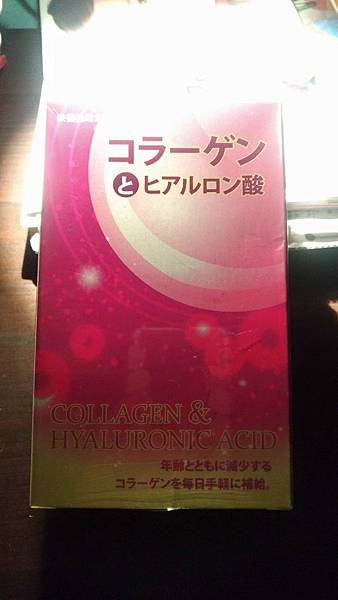 コラーゲン
とヒアルロン酸
COLLAGEN &
HYALURONIC ACID
年齢とともに減少する
コラーゲンを毎日手軽に補給。